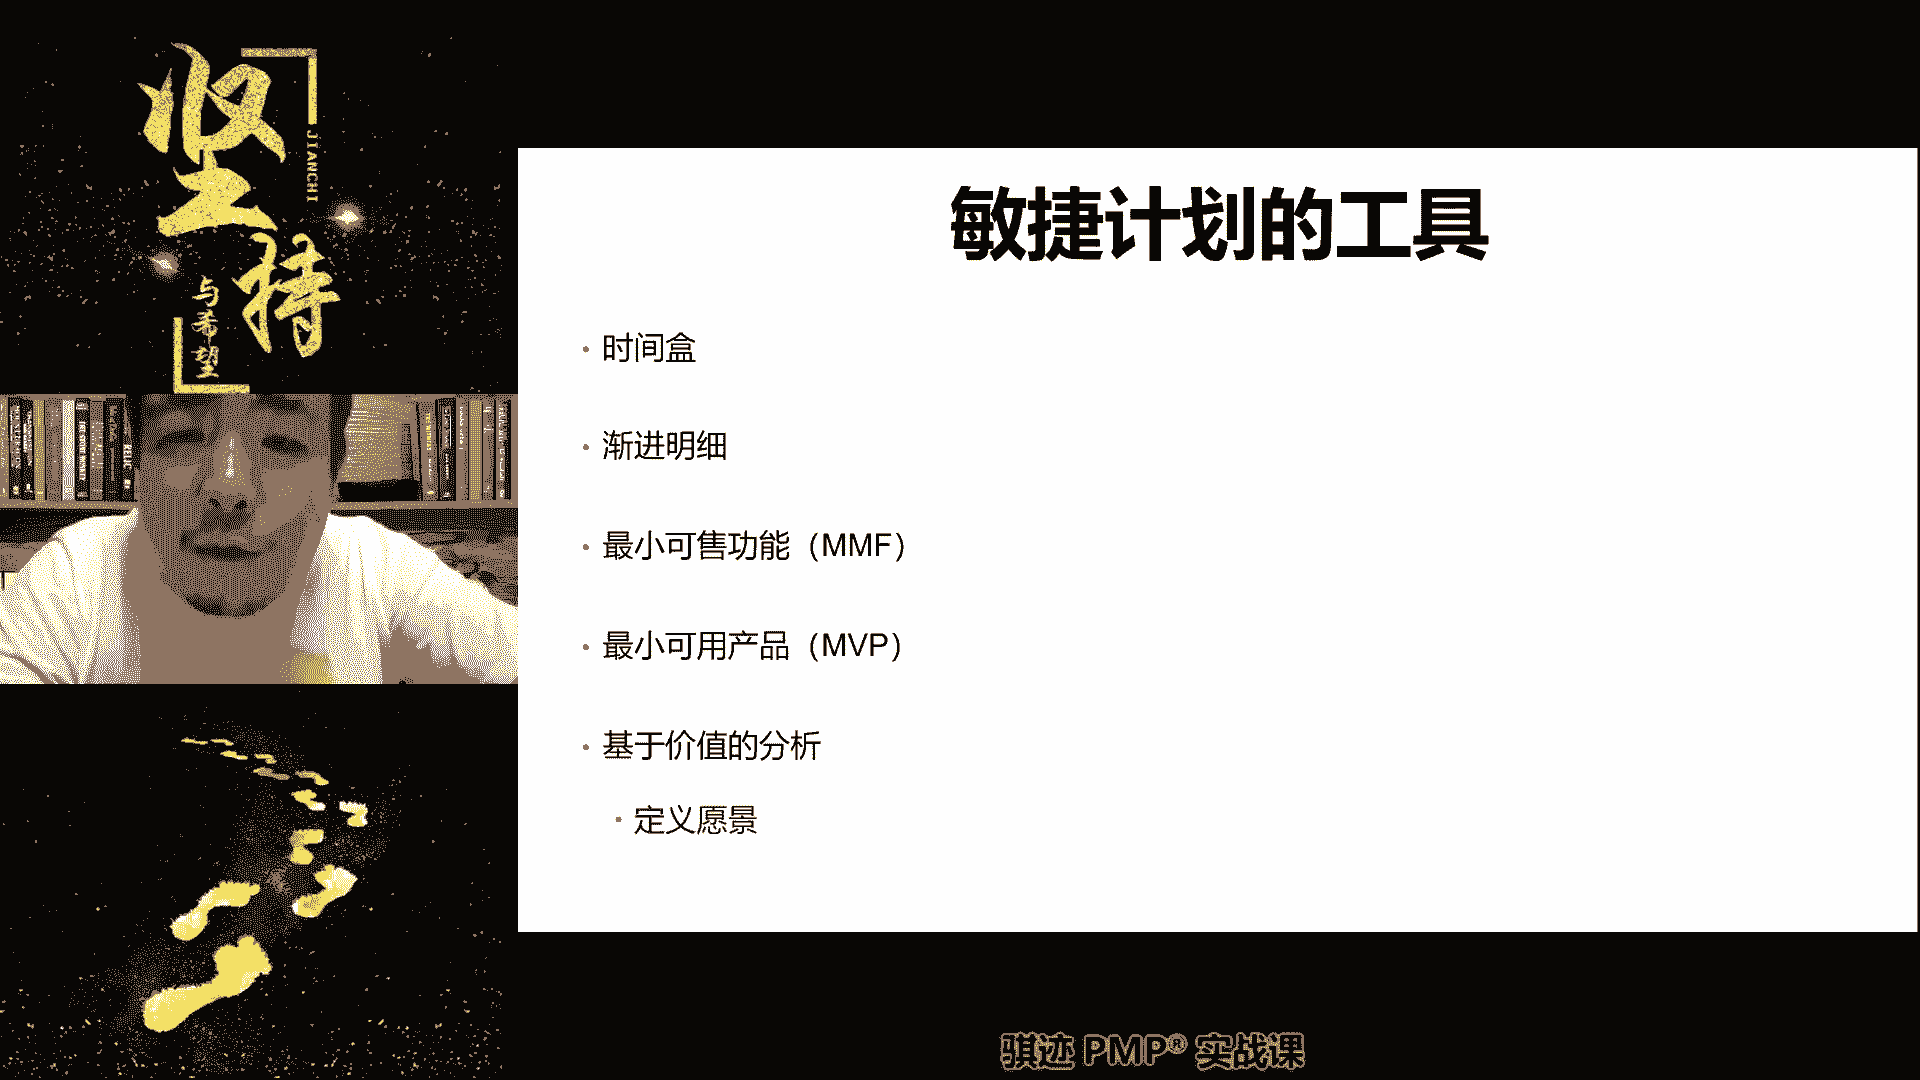 坚持
JIANCHI
与希望
敏捷计划的工具
时间盒
渐进明细
最小可售功能（MMF）
最小可用产品（MVP）
基于价值的分析
定义愿景
骐迹 PMP® 实战课